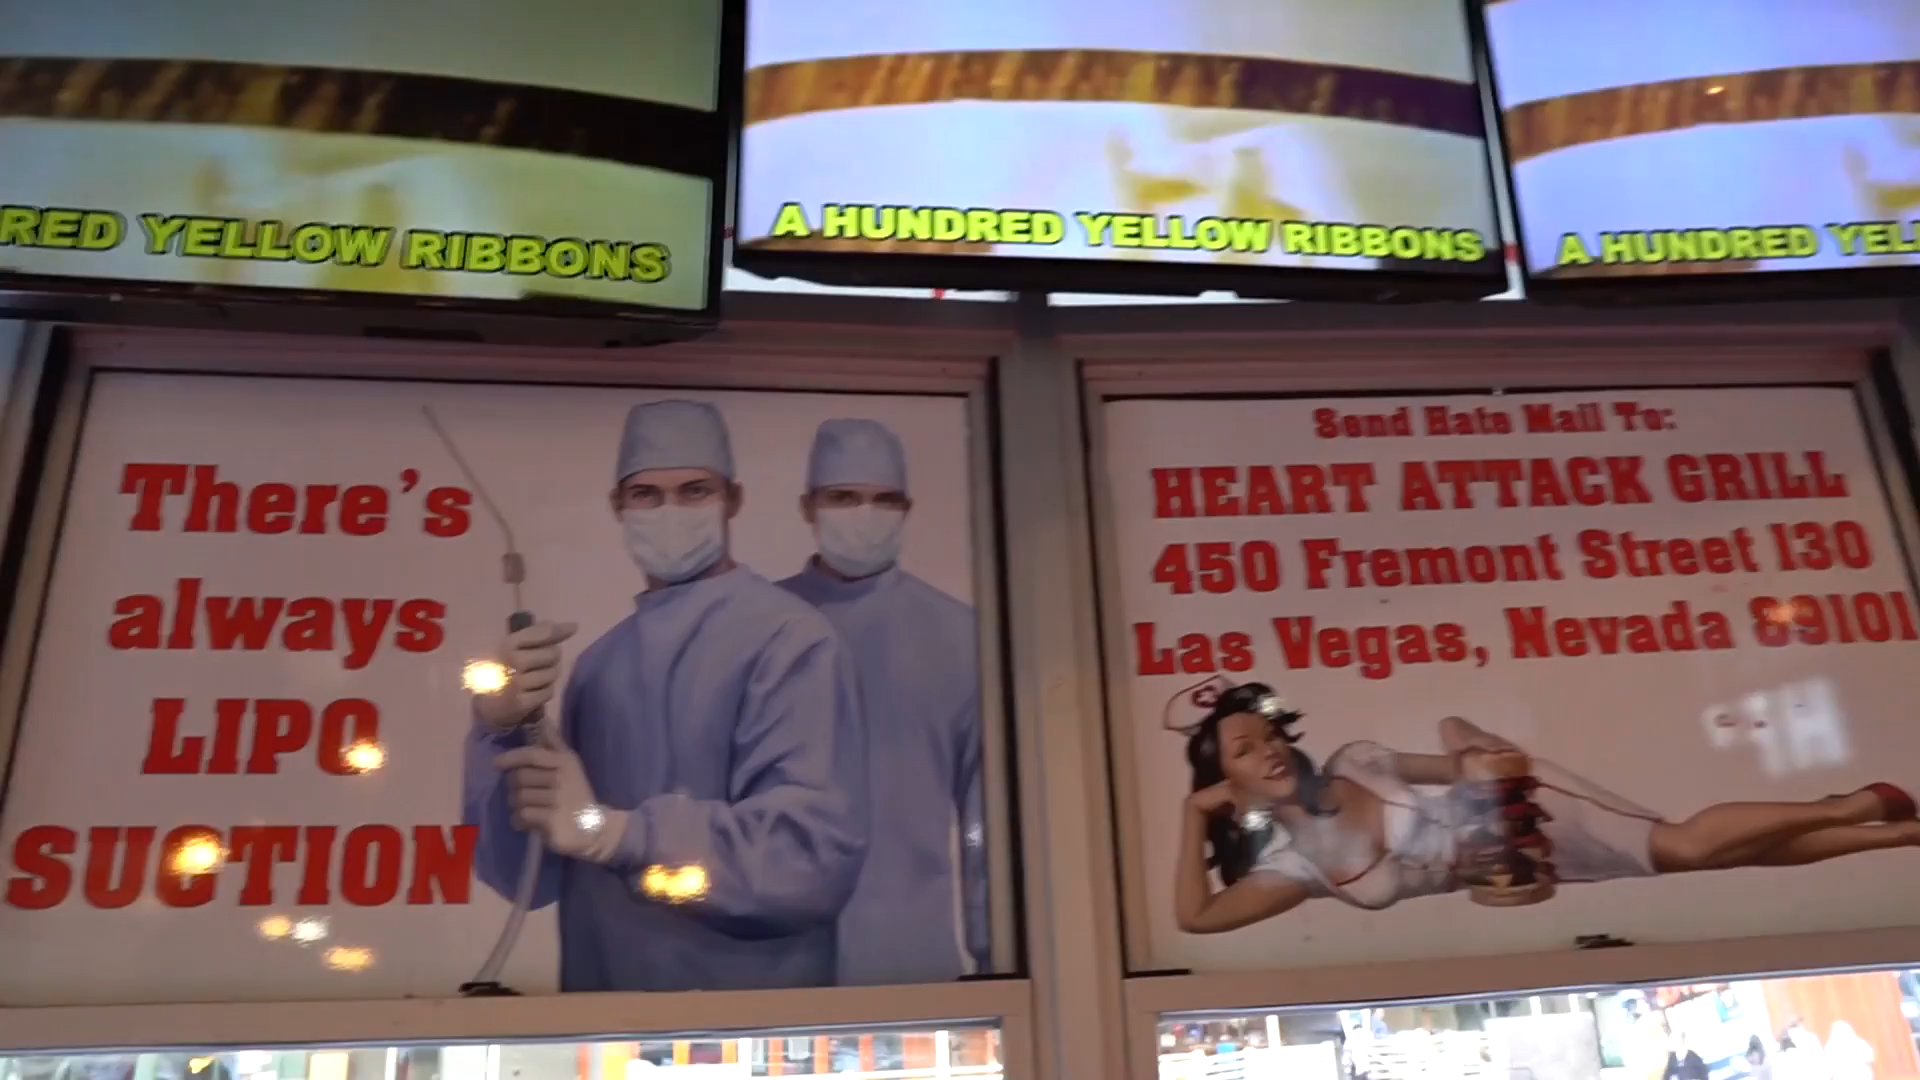 RED YELLOW RIBBONS
A HUNDRED YELLOW RIBBONS
A HUNDRED YEL
There's
always
LIPO
SUCTION
Send Hate Mail To:
HEART ATTACK GRILL
450 Fremont Street 130
Las Vegas, Nevada 89101